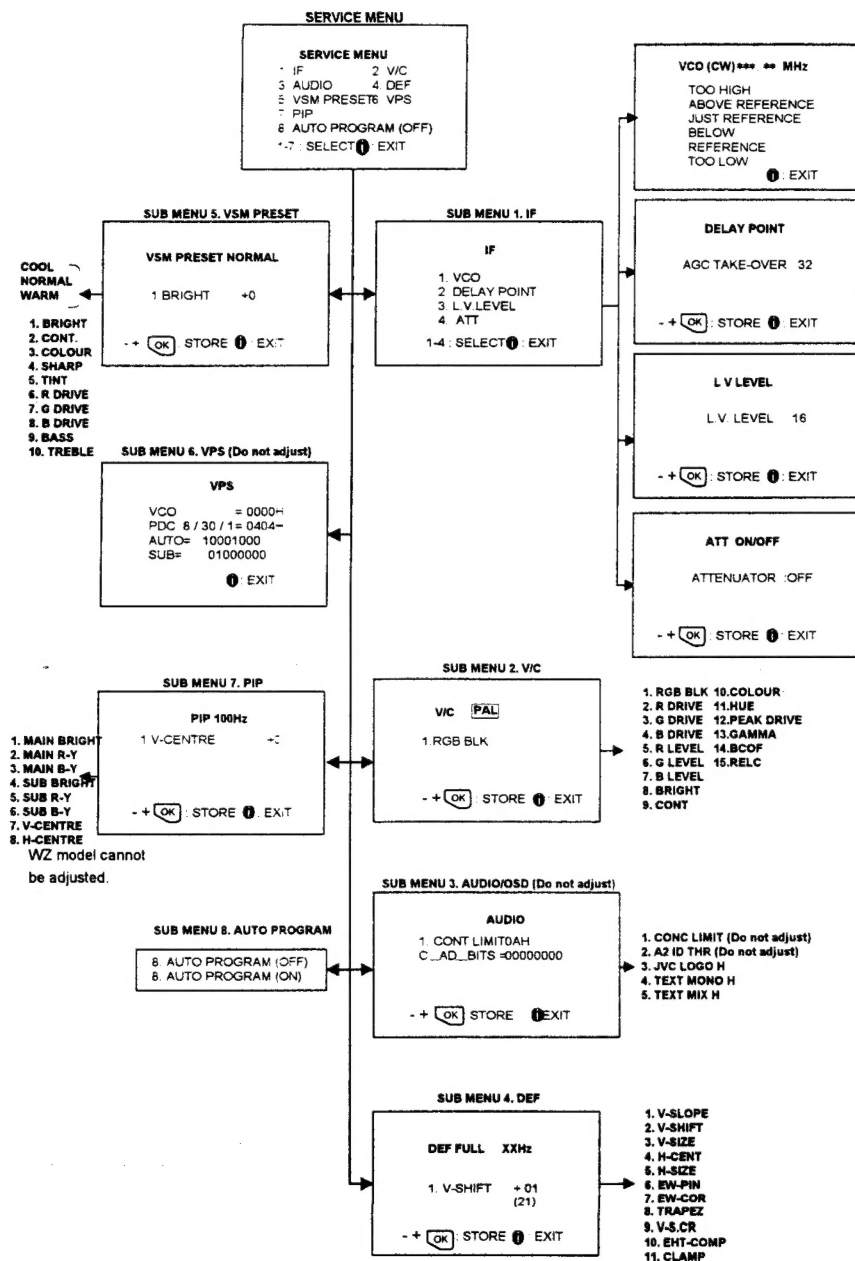 SERVICE MENU
SERVICE MENU
1 IF 2 V/C
3 AUDIO 4. DEF
5 VSM PRESET6 VPS
7 PIP
8 AUTO PROGRAM (OFF)
1-7 : SELECT i : EXIT
VCO (CW) ***. ** MHz
TOO HIGH
ABOVE REFERENCE
JUST REFERENCE
BELOW
REFERENCE
TOO LOW
i : EXIT
SUB MENU 5. VSM PRESET
VSM PRESET NORMAL
1 BRIGHT +0
- + OK : STORE i : EXIT
COOL
NORMAL
WARM
1. BRIGHT
2. CONT.
3. COLOUR
4. SHARP
5. TINT
6. R DRIVE
7. G DRIVE
8. B DRIVE
9. BASS
10. TREBLE
SUB MENU 1. IF
IF
1. VCO
2 DELAY POINT
3. L.V.LEVEL
4. ATT
1-4 : SELECT i : EXIT
DELAY POINT
AGC TAKE-OVER 32
- + OK : STORE i : EXIT
L V LEVEL
L.V. LEVEL 16
- + OK : STORE i : EXIT
ATT ON/OFF
ATTENUATOR :OFF
- + OK : STORE i : EXIT
SUB MENU 6. VPS (Do not adjust)
VPS
VCO = 0000H
PDC 8 / 30 / 1= 0404
AUTO= 10001000
SUB= 01000000
i : EXIT
SUB MENU 7. PIP
PIP 100Hz
1 V-CENTRE
- + OK : STORE i : EXIT
1. MAIN BRIGHT
2. MAIN R-Y
3. MAIN B-Y
4. SUB BRIGHT
5. SUB R-Y
6. SUB B-Y
7. V-CENTRE
8. H-CENTRE
WZ model cannot
be adjusted.
SUB MENU 2. V/C
V/C PAL
1.RGB BLK
- + OK : STORE i : EXIT
1. RGB BLK 10.COLOUR
2. R DRIVE 11.HUE
3. G DRIVE 12.PEAK DRIVE
4. B DRIVE 13.GAMMA
5. R LEVEL 14.BCOF
6. G LEVEL 15.RELC
7. B LEVEL
8. BRIGHT
9. CONT
SUB MENU 8. AUTO PROGRAM
8. AUTO PROGRAM (OFF)
8. AUTO PROGRAM (ON)
SUB MENU 3. AUDIO/OSD (Do not adjust)
AUDIO
1. CONT LIMIT0AH
C__AD__BITS =00000000
- + OK : STORE i EXIT
1. CONC LIMIT (Do not adjust)
2. A2 ID THR (Do not adjust)
3. JVC LOGO H
4. TEXT MONO H
5. TEXT MIX H
SUB MENU 4. DEF
DEF FULL XXHz
1. V-SHIFT + 01
(21)
- + OK : STORE i : EXIT
1. V-SLOPE
2. V-SHIFT
3. V-SIZE
4. H-CENT
5. H-SIZE
6. EW-PIN
7. EW-COR
8. TRAPEZ
9. V-S.CR
10. EHT-COMP
11. CLAMP